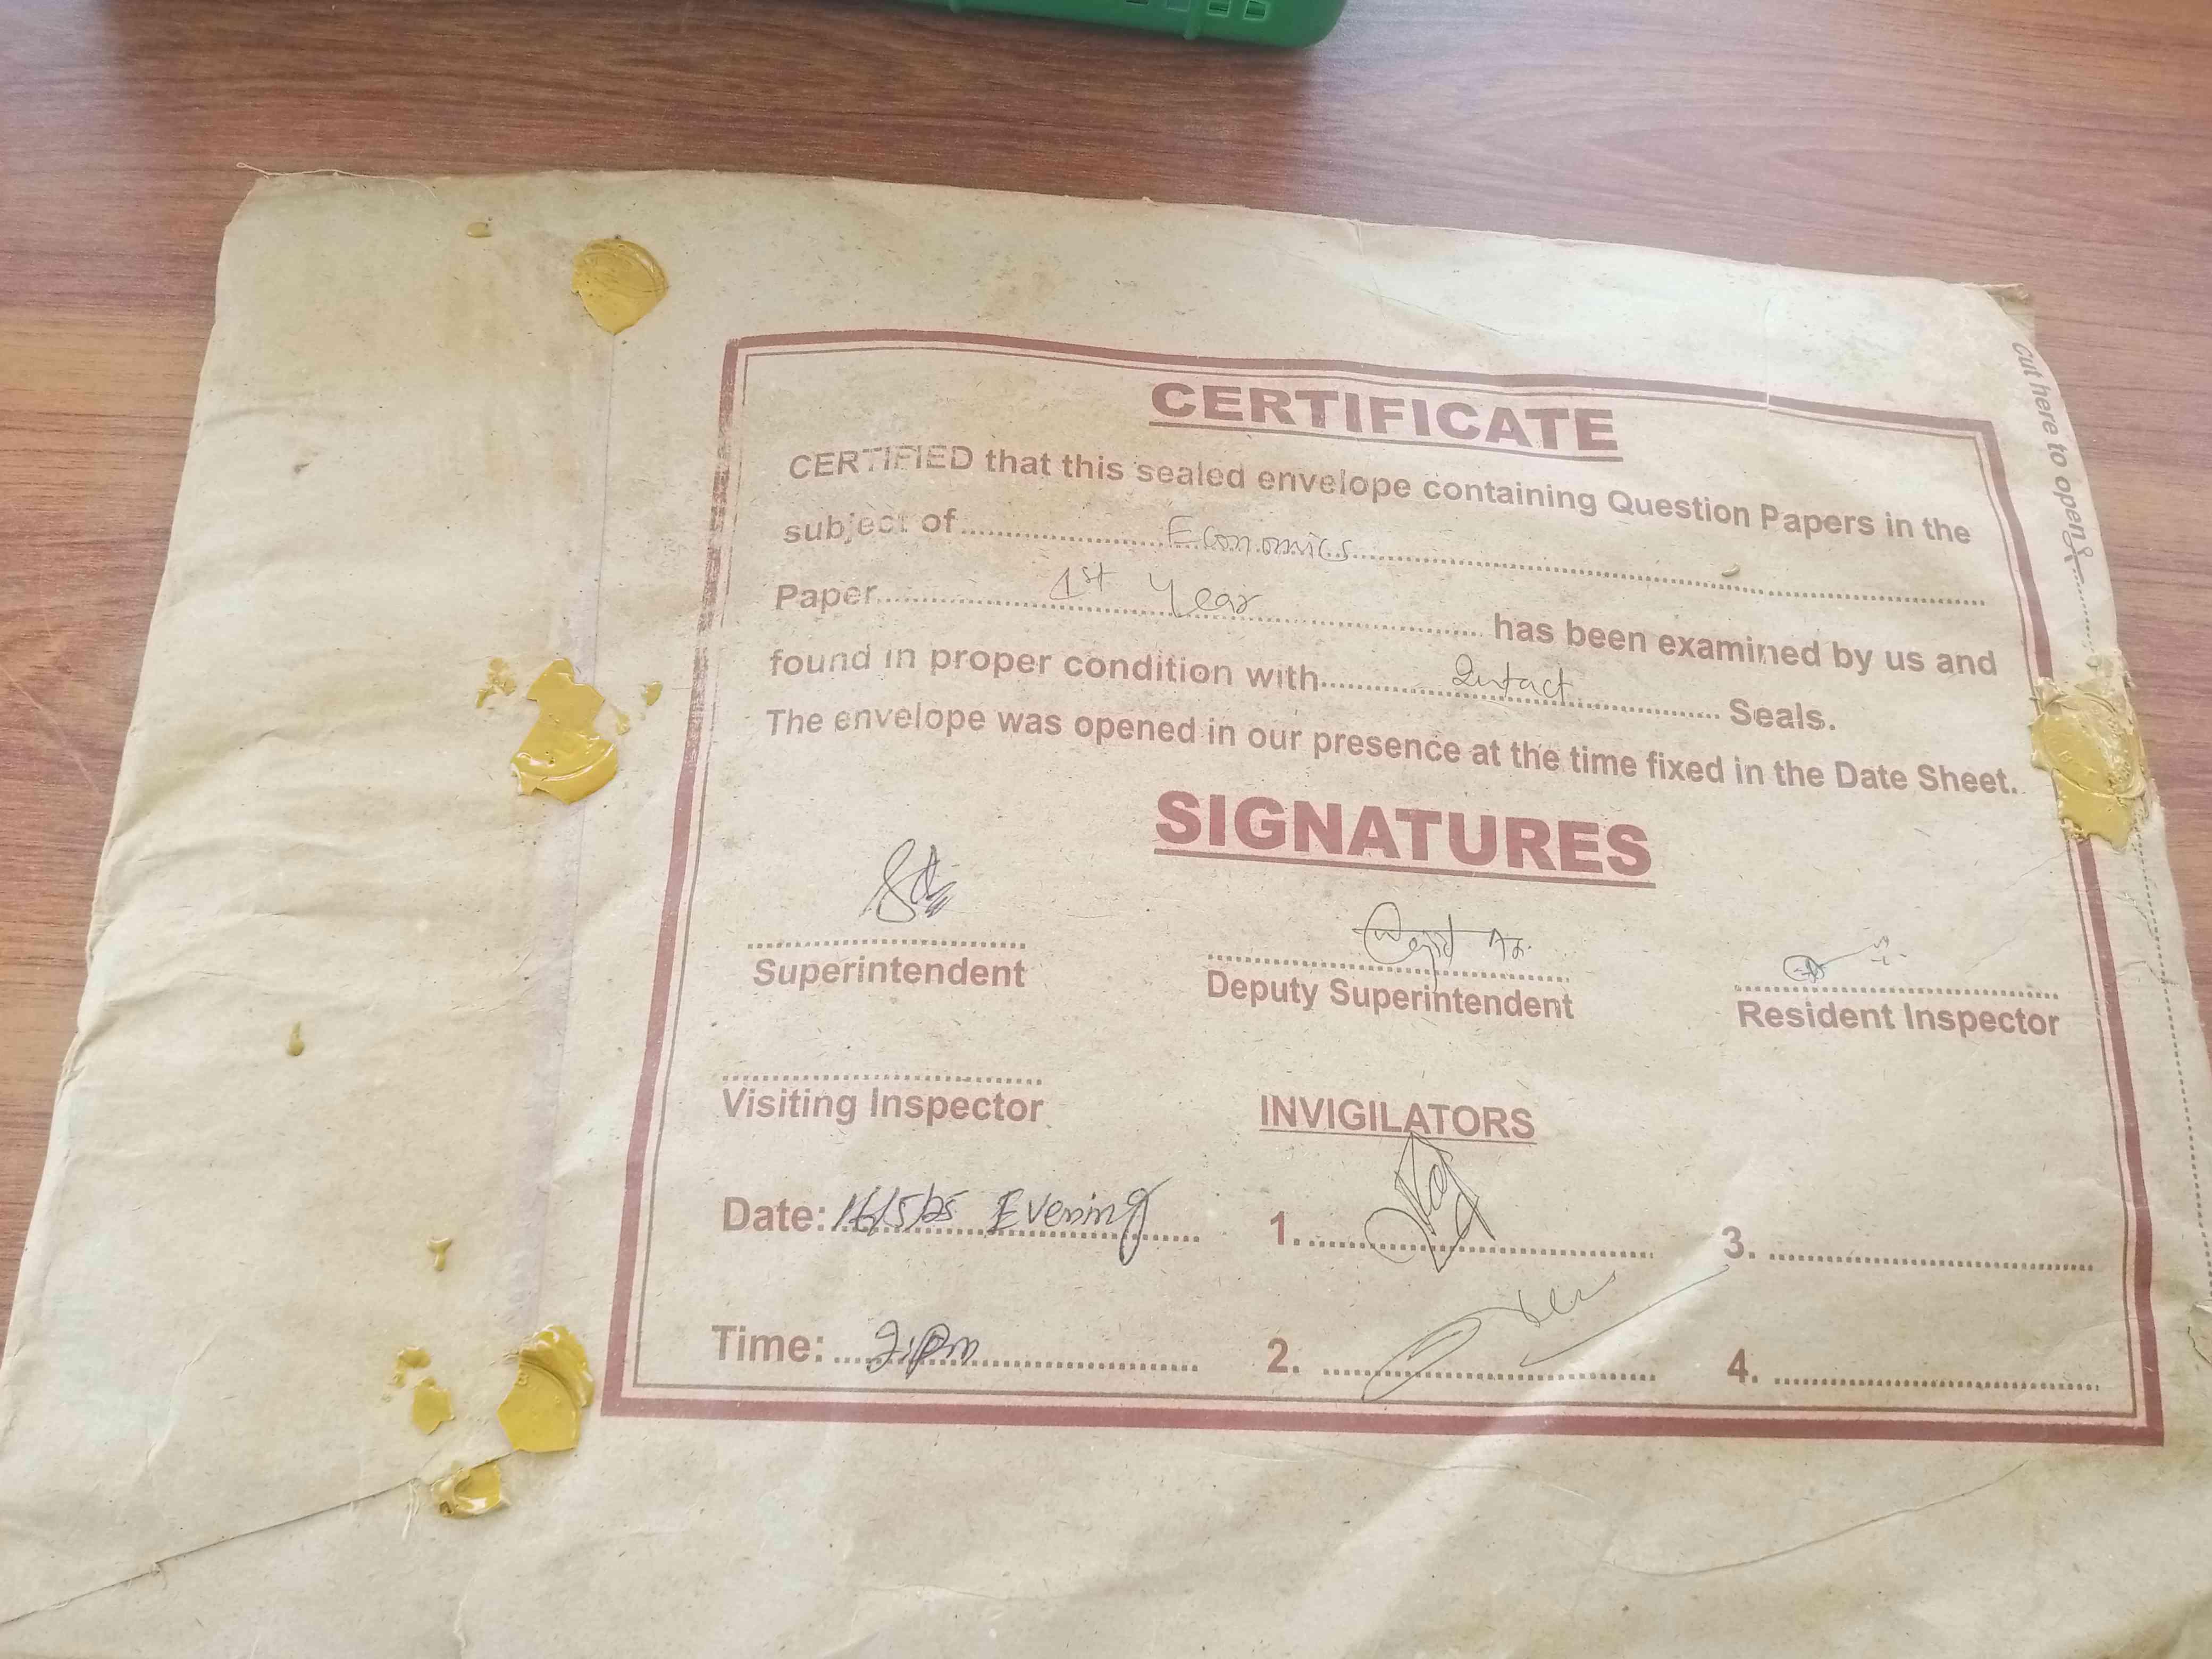 CERTIFICATE
CERTIFIED that this sealed envelope containing Question Papers in the
subject of Economics
Paper 1st Year has been examined by us and
found in proper condition with Intact Seals.
The envelope was opened in our presence at the time fixed in the Date Sheet.
SIGNATURES
Superintendent
Deputy Superintendent
Resident Inspector
Visiting Inspector
INVIGILATORS
Date: 16/5/25 Evening
1.
3.
Time:
2.
4.
Cut here to open